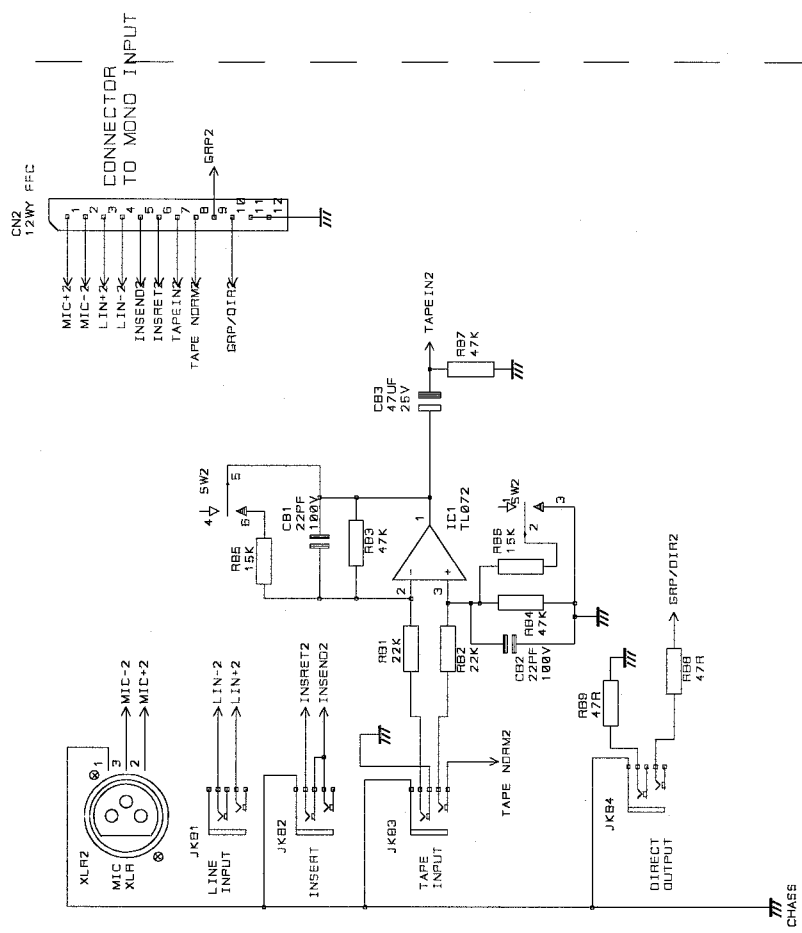 CN2
12WY FFC
CONNECTOR
TO MONO INPUT
1
2
3
4
5
6
7
8
9
10
11
12
MIC+2
MIC-2
LIN+2
LIN-2
INSEND2
INSRET2
TAPEIN2
TAPE NORM2
GRP2
GRP/DIR2
XLR2
MIC
XLR
1
3
2
MIC-2
MIC+2
JKB1
LINE
INPUT
LIN-2
LIN+2
JKB2
INSERT
INSRET2
INSEND2
JKB3
TAPE
INPUT
TAPE NORM2
RB1
22K
RB2
22K
SW2
4
5
6
RB5
15K
CB1
22PF
100V
RB3
47K
2
3
1
IC1
TL072
CB3
47UF
25V
TAPEIN2
RB7
47K
SW2
1
2
3
RB6
15K
RB4
47K
CB2
22PF
100V
JKB4
DIRECT
OUTPUT
RB9
47R
RB8
47R
GRP/DIR2
CHASS